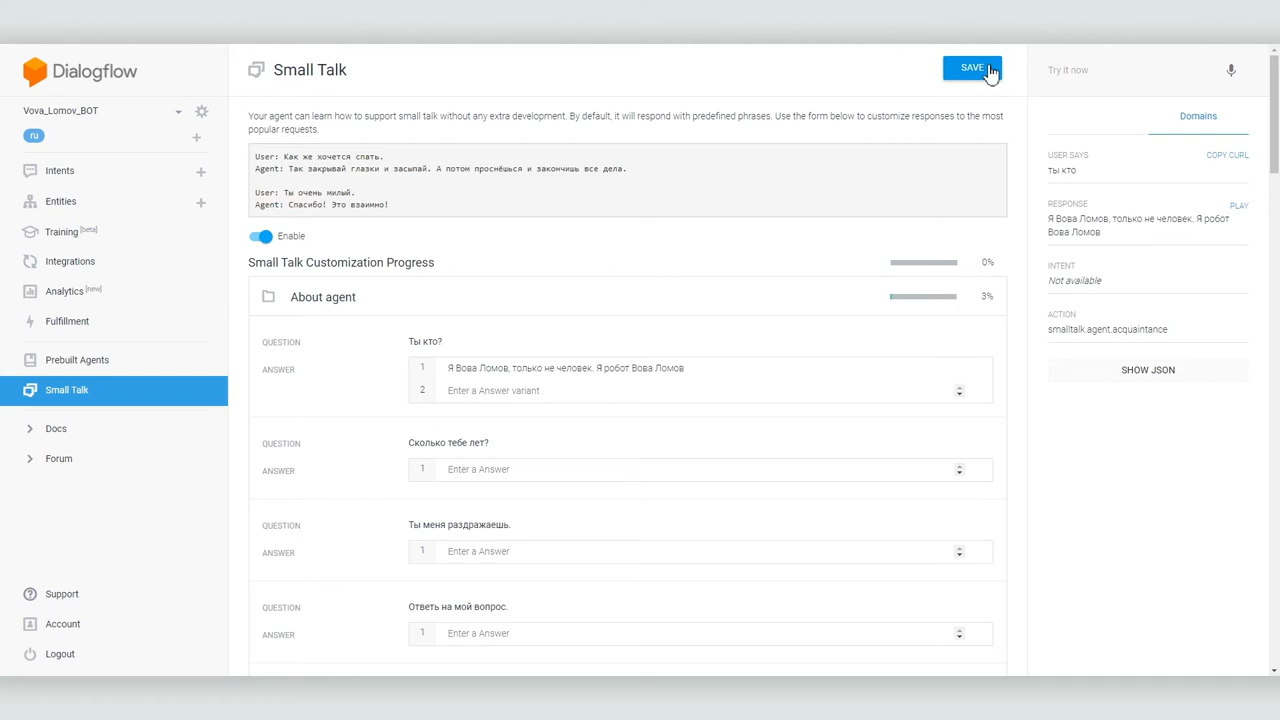 Dialogflow
Vova_Lomov_BOT
ru
Intents
Entities
Training [beta]
Integrations
Analytics [new]
Fulfillment
Prebuilt Agents
Small Talk
Docs
Forum
Support
Account
Logout
Small Talk
SAVE
Your agent can learn how to support small talk without any extra development. By default, it will respond with predefined phrases. Use the form below to customize responses to the most
popular requests.
User: Как же хочется спать.
Agent: Так закрывай глазки и засыпай. А потом проснёшься и закончишь все дела.
User: Ты очень милый.
Agent: Спасибо! Это взаимно!
Enable
Small Talk Customization Progress 0%
About agent 3%
QUESTION Ты кто?
ANSWER 1 Я Вова Ломов, только не человек. Я робот Вова Ломов
2 Enter a Answer variant
QUESTION Сколько тебе лет?
ANSWER 1 Enter a Answer
QUESTION Ты меня раздражаешь.
ANSWER 1 Enter a Answer
QUESTION Ответь на мой вопрос.
ANSWER 1 Enter a Answer
Try it now
Domains
USER SAYS COPY CURL
ты кто
RESPONSE PLAY
Я Вова Ломов, только не человек. Я робот
Вова Ломов
INTENT
Not available
ACTION
smalltalk.agent.acquaintance
SHOW JSON